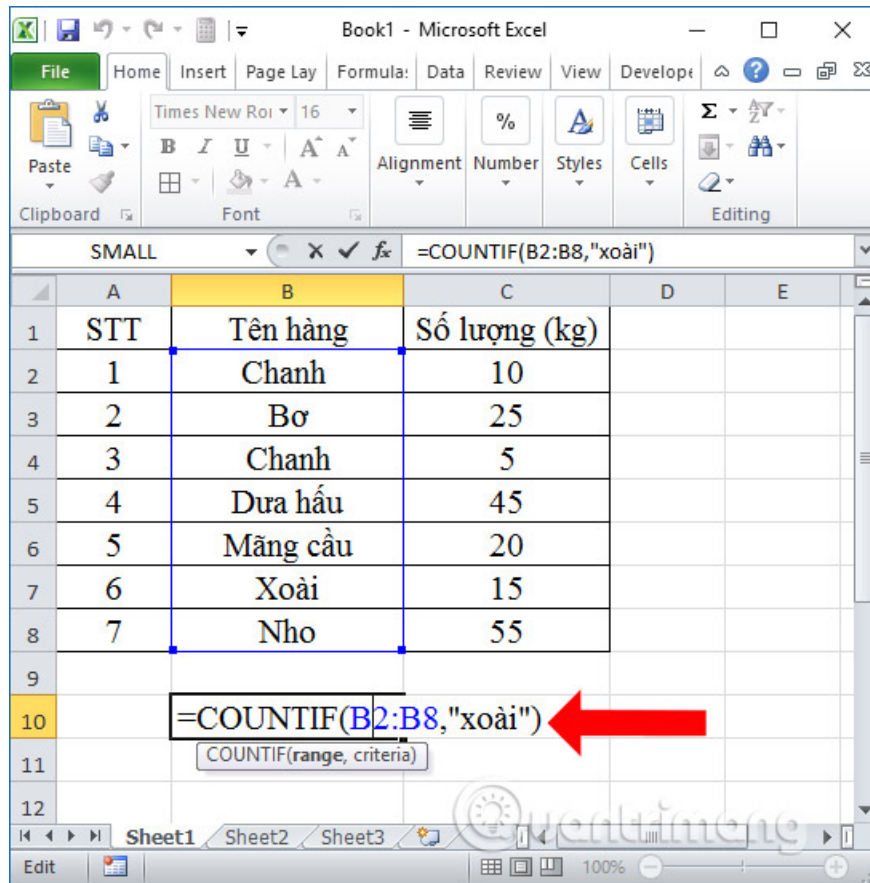 Book1 - Microsoft Excel
File Home Insert Page Lay Formula: Data Review View Develope
Times New Roi 16
Paste B I U A A Alignment Number Styles Cells
Clipboard Font Editing
SMALL fx =COUNTIF(B2:B8,"xoài")
A B C D E
1 STT Tên hàng Số lượng (kg)
2 1 Chanh 10
3 2 Bơ 25
4 3 Chanh 5
5 4 Dưa hấu 45
6 5 Mãng cầu 20
7 6 Xoài 15
8 7 Nho 55
9
10 =COUNTIF(B2:B8,"xoài")
11 COUNTIF(range, criteria)
12
Quantrimang
Sheet1 Sheet2 Sheet3
Edit 100%